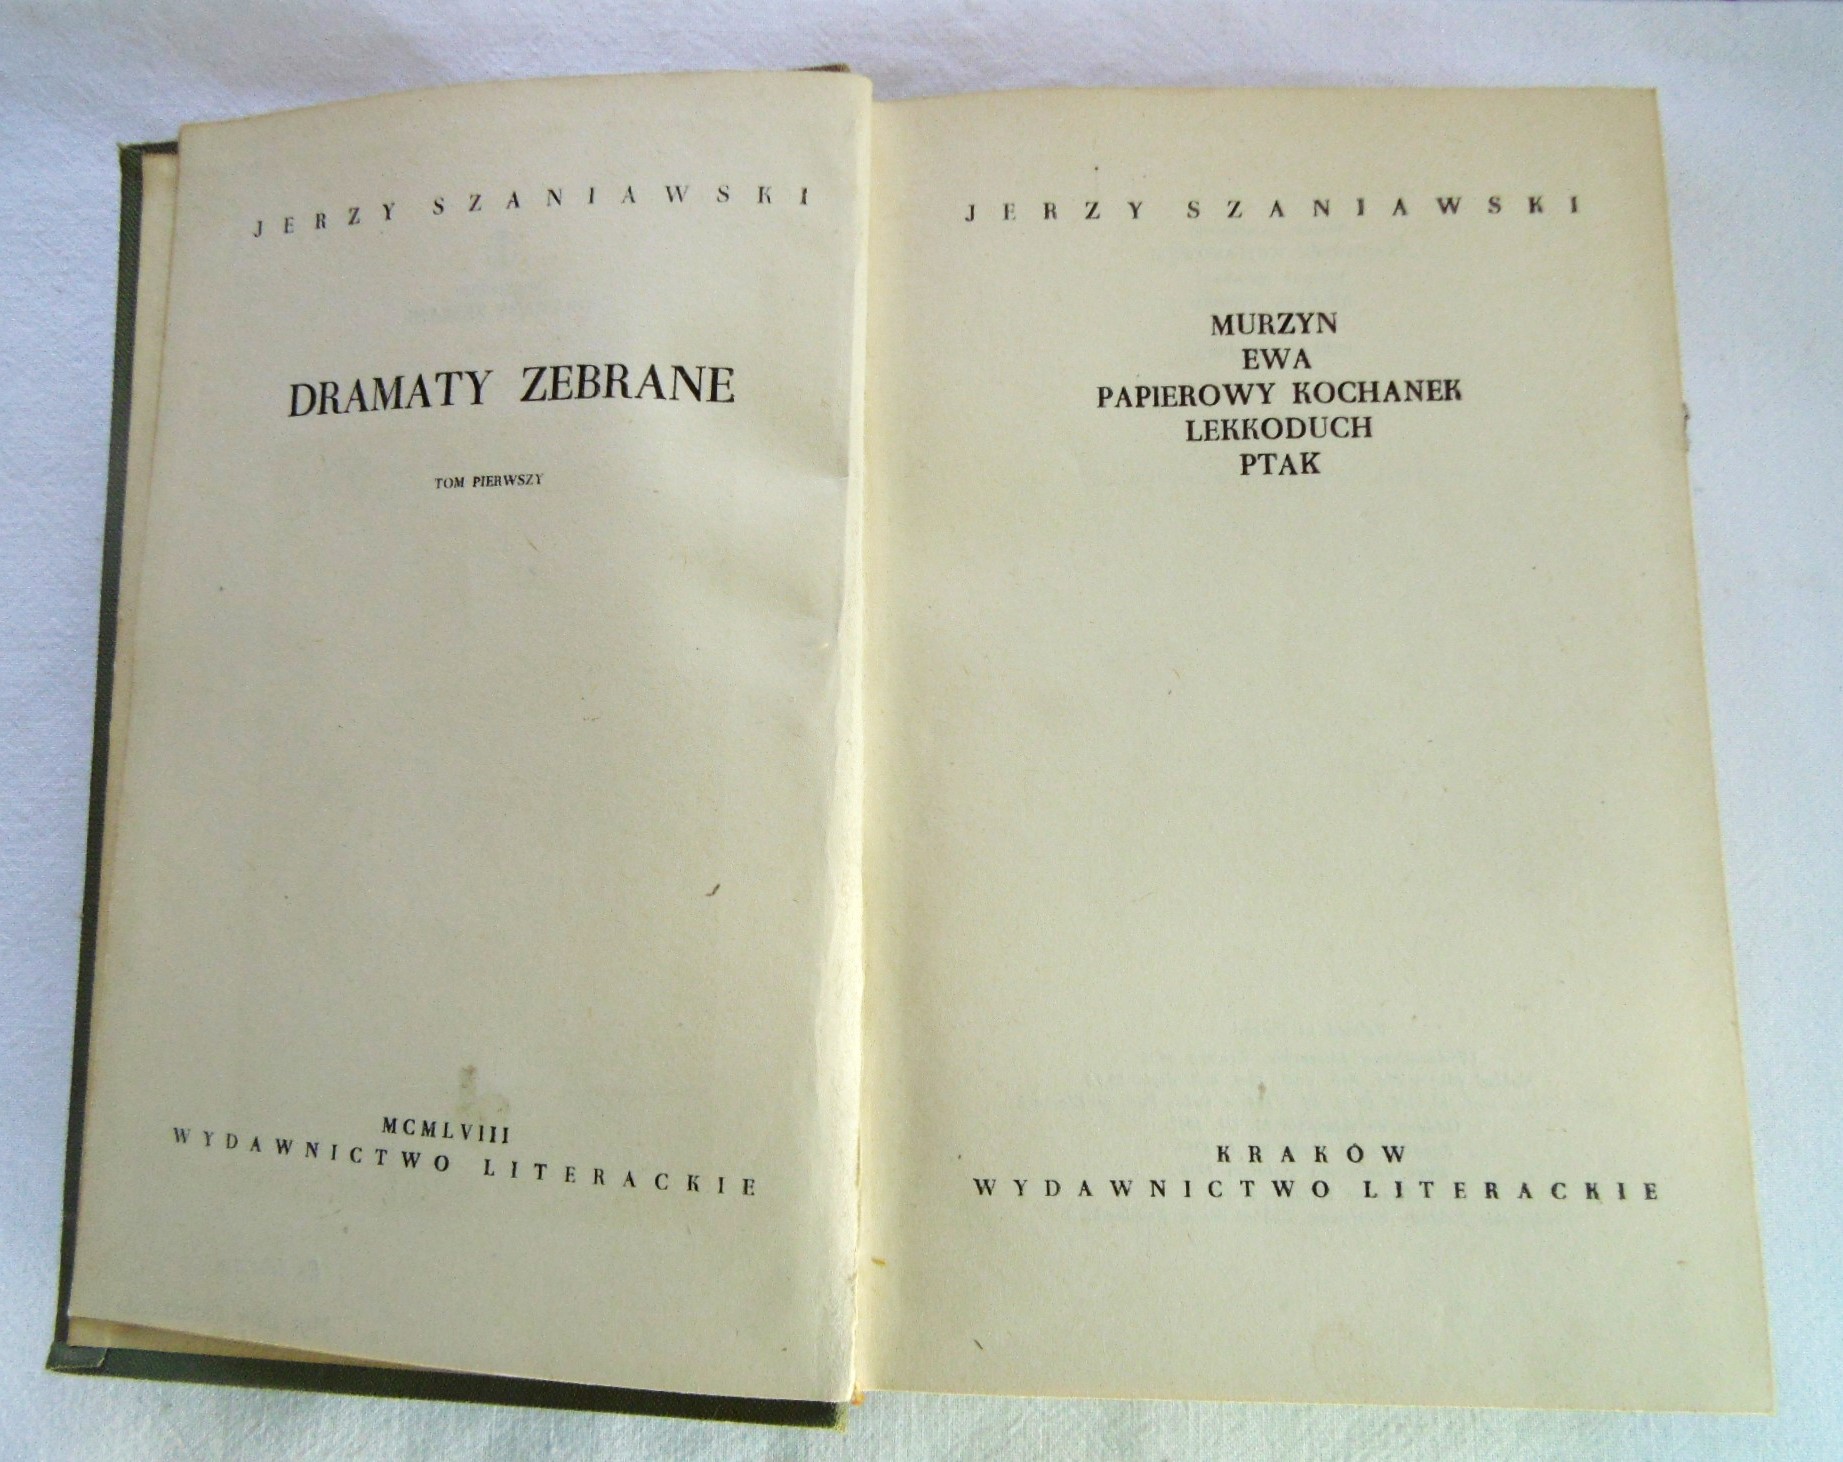 JERZY SZANIAWSKI
DRAMATY ZEBRANE
TOM PIERWSZY
MCMLVIII
WYDAWNICTWO LITERACKIE
JERZY SZANIAWSKI
MURZYN
EWA
PAPIEROWY KOCHANEK
LEKKODUCH
PTAK
KRAKÓW
WYDAWNICTWO LITERACKIE